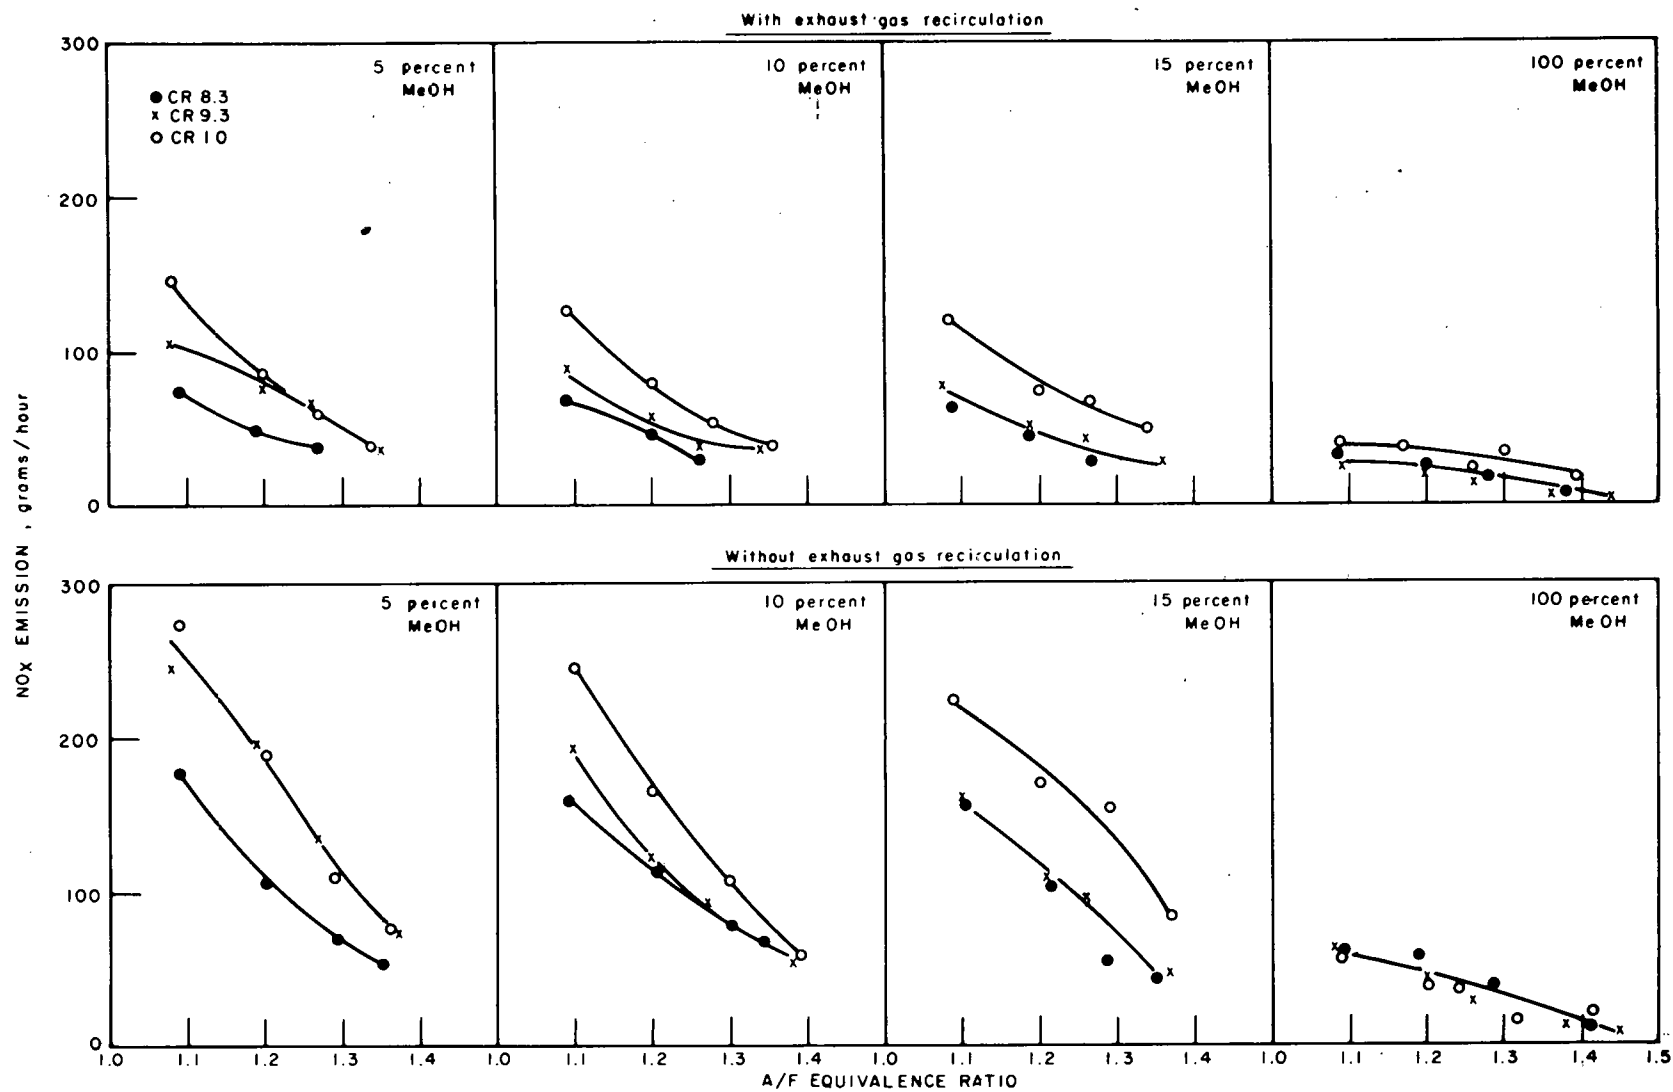 With exhaust gas recirculation
300
5 percent
MeOH
10 percent
MeOH
15 percent
MeOH
100 percent
MeOH
CR 8.3
x CR 9.3
CR 10
200
100
0
NOx EMISSION, grams/hour
Without exhaust gas recirculation
300
5 percent
MeOH
10 percent
MeOH
15 percent
MeOH
100 percent
MeOH
200
100
0
1.0 1.1 1.2 1.3 1.4 1.0 1.1 1.2 1.3 1.4 1.0 1.1 1.2 1.3 1.4 1.0 1.1 1.2 1.3 1.4 1.5
A/F EQUIVALENCE RATIO